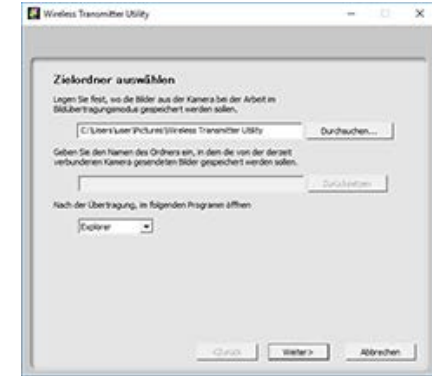 Wireless Transmitter Utility
Zielordner auswählen
Legen Sie fest, wo die Bilder aus der Kamera bei der Arbeit im
Bildübertragungsmodus gespeichert werden sollen.
C:\Users\user\Pictures\Wireless Transmitter Utility
Durchsuchen...
Geben Sie den Namen des Ordners ein, in dem die von der derzeit
verbundenen Kamera gesendeten Bilder gespeichert werden sollen.
Zurücksetzen
Nach der Übertragung, im folgenden Programm öffnen
Explorer
<Zurück
Weiter>
Abbrechen